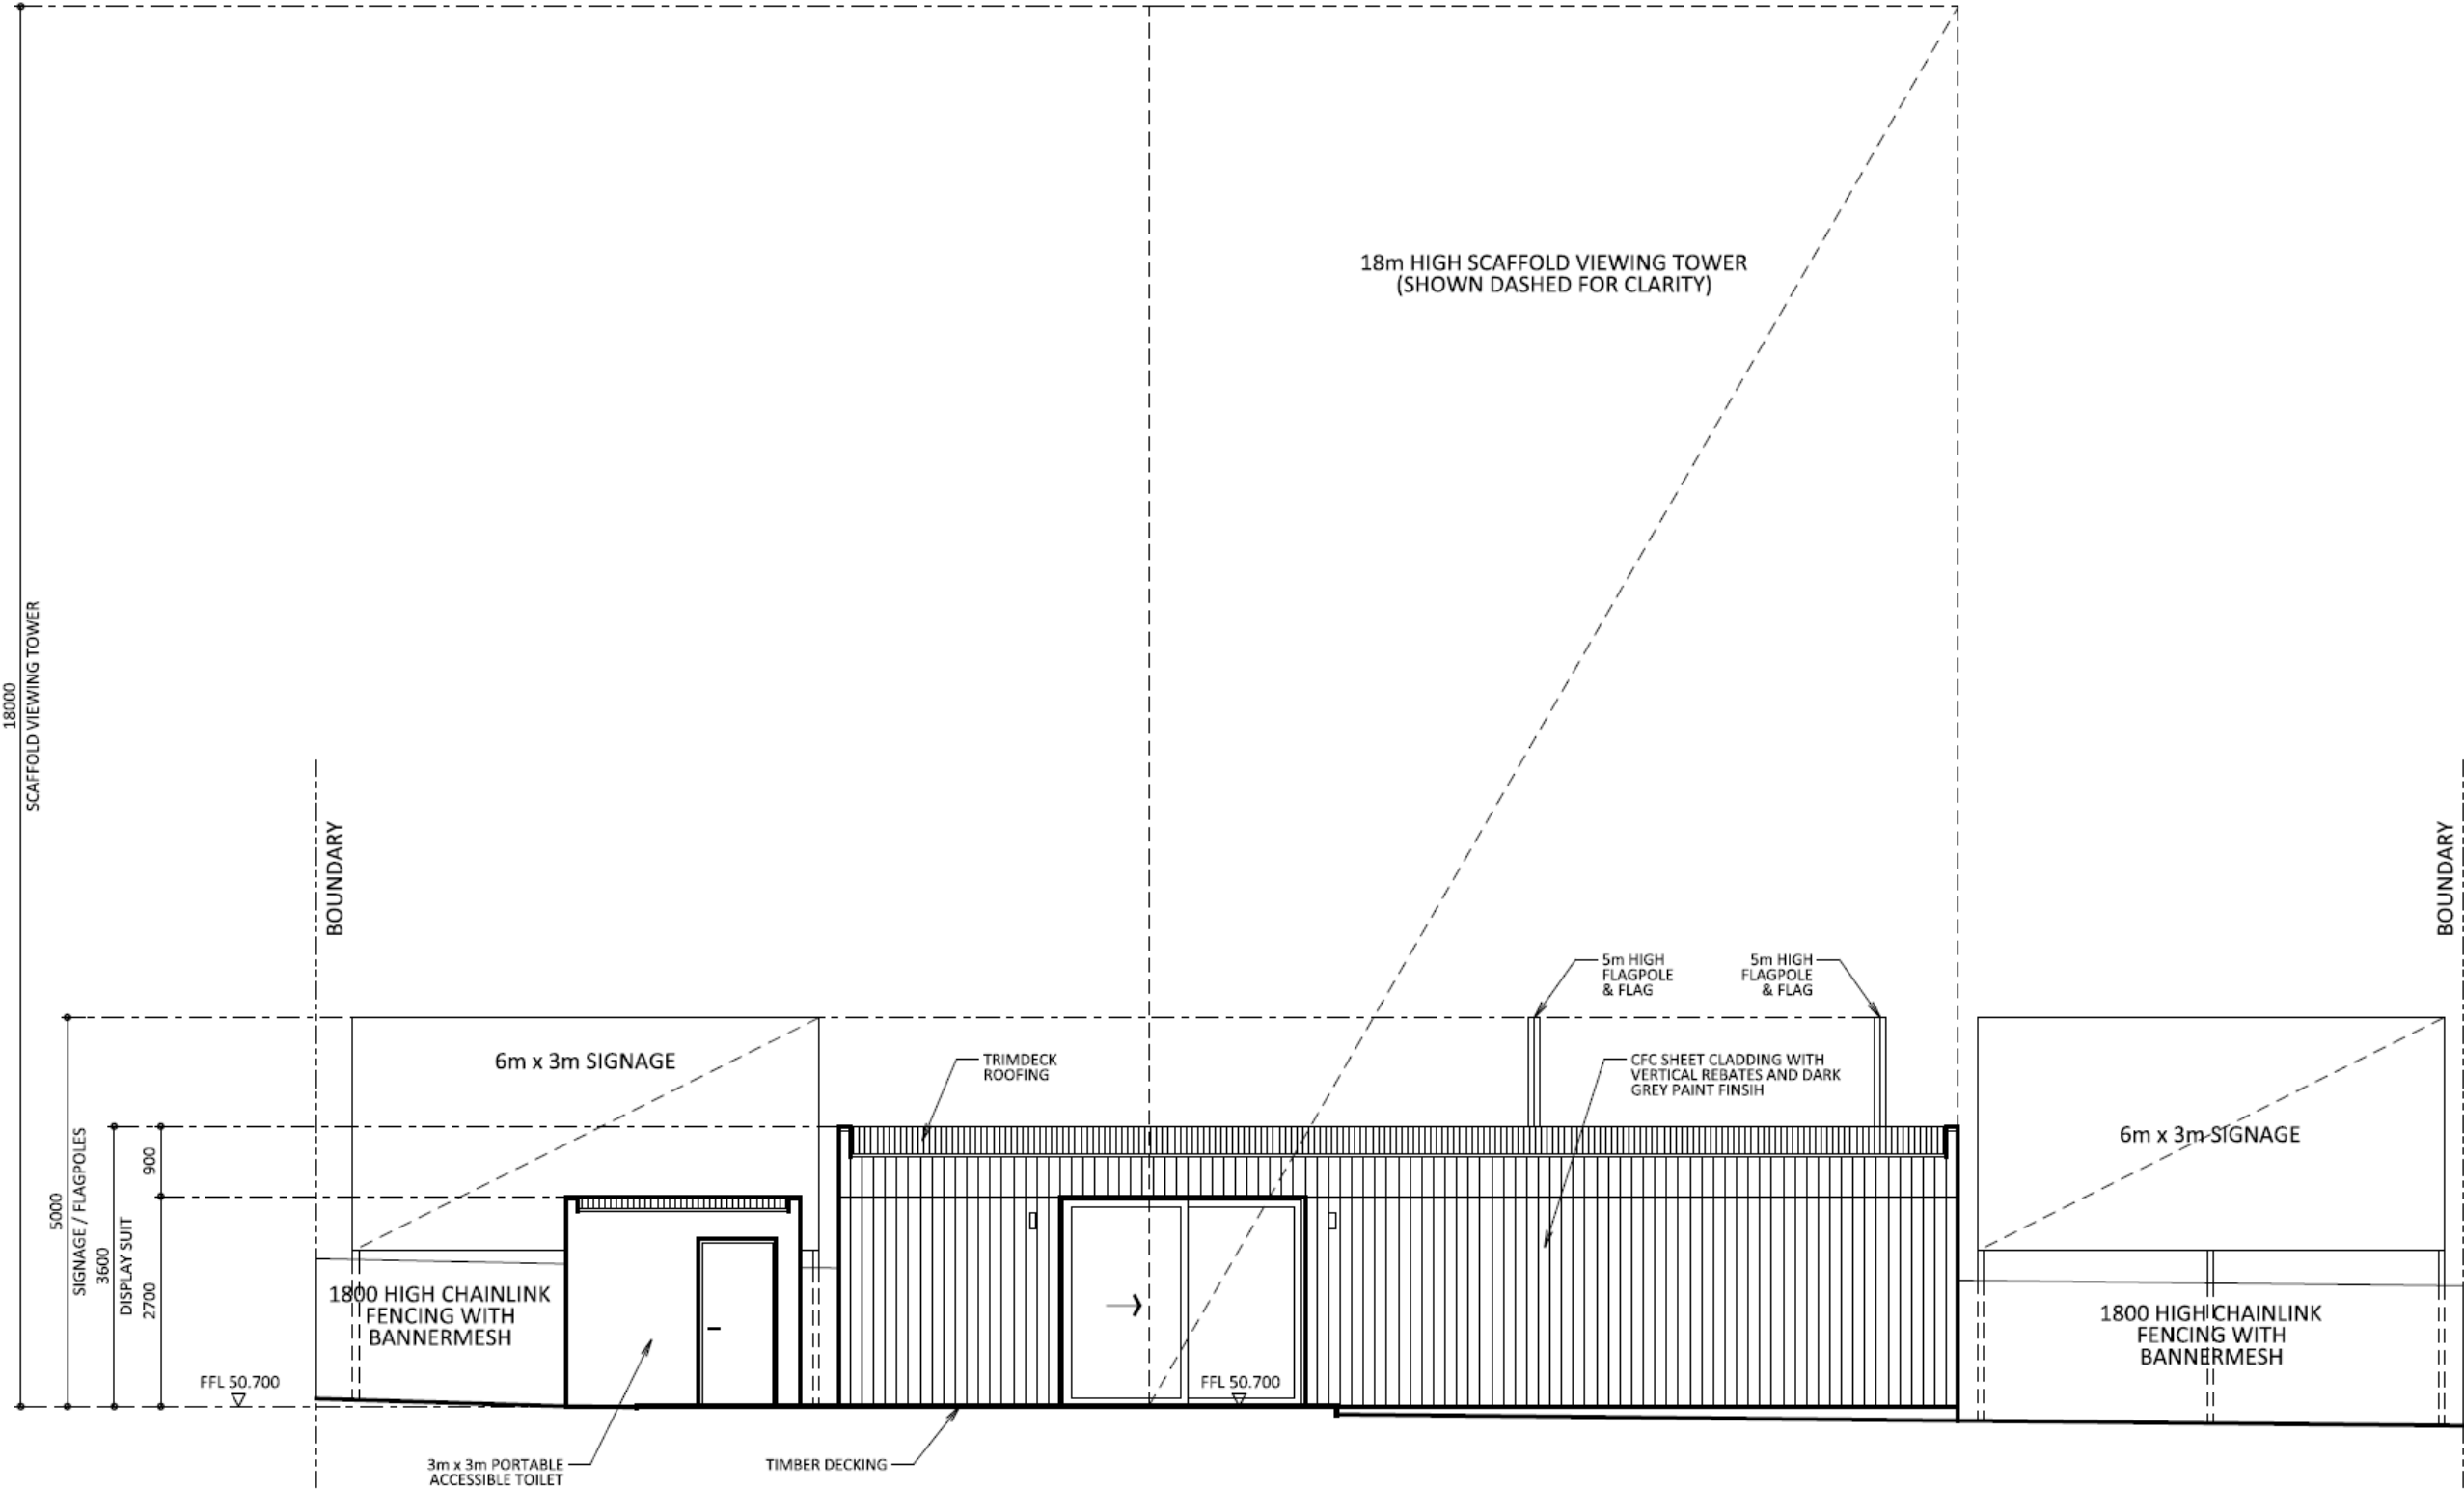 18000
SCAFFOLD VIEWING TOWER
18m HIGH SCAFFOLD VIEWING TOWER
(SHOWN DASHED FOR CLARITY)
BOUNDARY
BOUNDARY
5m HIGH
FLAGPOLE
& FLAG
5m HIGH
FLAGPOLE
& FLAG
6m x 3m SIGNAGE
TRIMDECK
ROOFING
CFC SHEET CLADDING WITH
VERTICAL REBATES AND DARK
GREY PAINT FINSIH
6m x 3m SIGNAGE
5000
SIGNAGE / FLAGPOLES
3600
DISPLAY SUIT
900
2700
1800 HIGH CHAINLINK
FENCING WITH
BANNERMESH
1800 HIGH CHAINLINK
FENCING WITH
BANNERMESH
FFL 50.700
FFL 50.700
3m x 3m PORTABLE
ACCESSIBLE TOILET
TIMBER DECKING